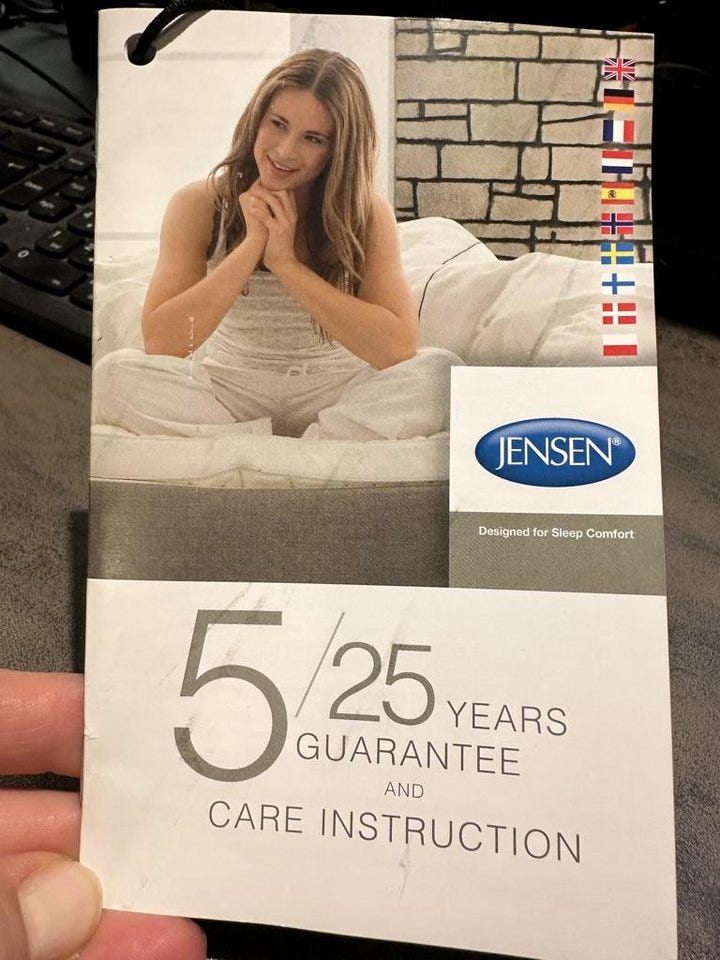 JENSEN®
Designed for Sleep Comfort
5/25 YEARS
GUARANTEE
AND
CARE INSTRUCTION